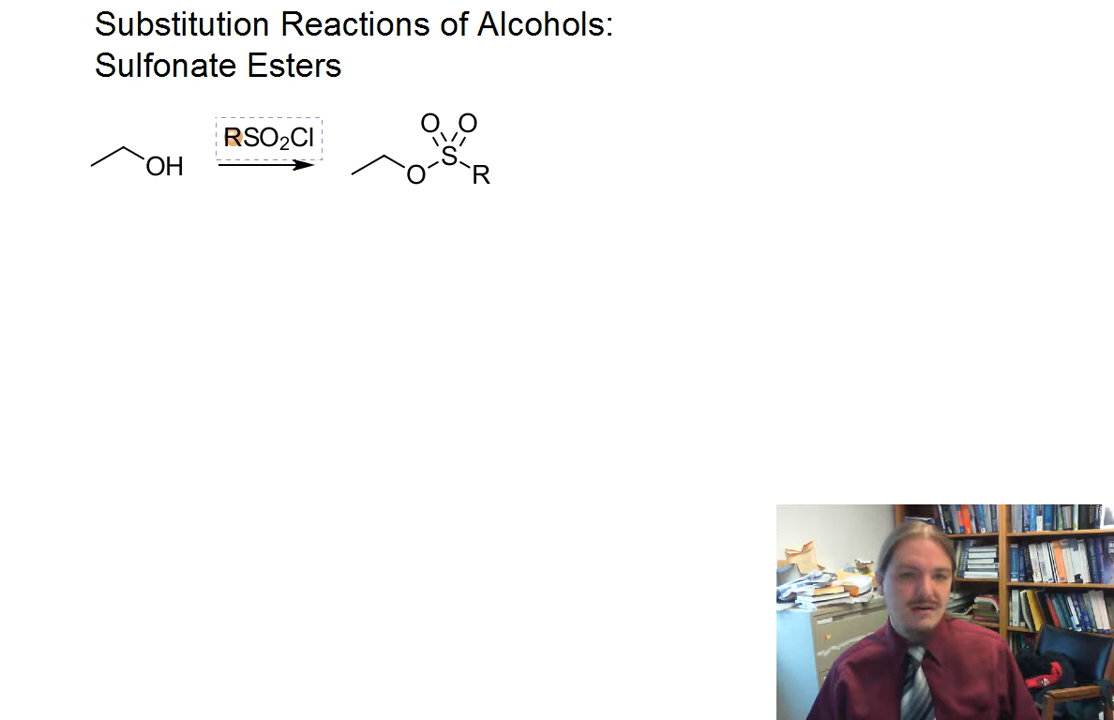 Substitution Reactions of Alcohols:
Sulfonate Esters
RSO₂Cl
OH
O O
S
O
R